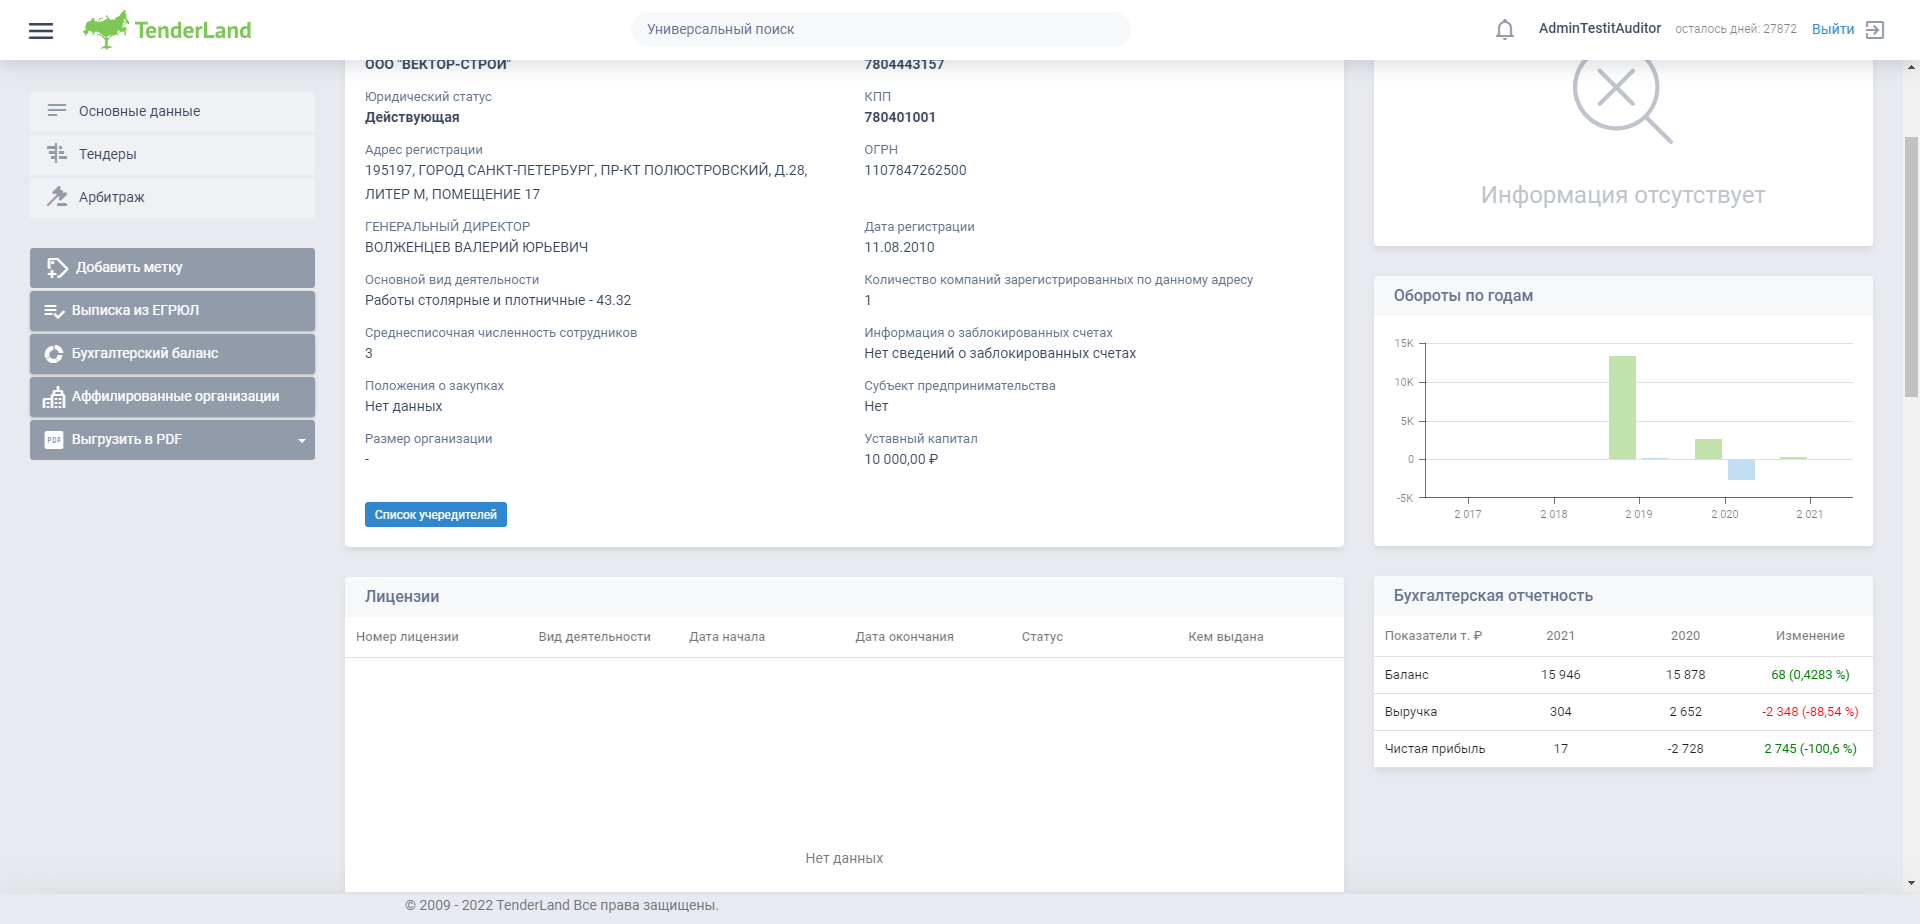 TenderLand
Универсальный поиск
AdminTestitAuditor
осталось дней: 27872
Выйти
Основные данные
Тендеры
Арбитраж
Добавить метку
Выписка из ЕГРЮЛ
Бухгалтерский баланс
Аффилированные организации
PDF Выгрузить в PDF
ООО "ВЕКТОР-СТРОЙ"
7804443157
Юридический статус
Действующая
КПП
780401001
Адрес регистрации
195197, ГОРОД САНКТ-ПЕТЕРБУРГ, ПР-КТ ПОЛЮСТРОВСКИЙ, Д.28,
ЛИТЕР М, ПОМЕЩЕНИЕ 17
ОГРН
1107847262500
ГЕНЕРАЛЬНЫЙ ДИРЕКТОР
ВОЛЖЕНЦЕВ ВАЛЕРИЙ ЮРЬЕВИЧ
Дата регистрации
11.08.2010
Основной вид деятельности
Работы столярные и плотничные - 43.32
Количество компаний зарегистрированных по данному адресу
1
Среднесписочная численность сотрудников
3
Информация о заблокированных счетах
Нет сведений о заблокированных счетах
Положения о закупках
Нет данных
Субъект предпринимательства
Нет
Размер организации
-
Уставный капитал
10 000,00 ₽
Список учередителей
Лицензии
Номер лицензии Вид деятельности Дата начала Дата окончания Статус Кем выдана
Нет данных
Информация отсутствует
Обороты по годам
15K
10K
5K
0
-5K
2 017 2 018 2 019 2 020 2 021
Бухгалтерская отчетность
Показатели т. ₽ 2021 2020 Изменение
Баланс 15 946 15 878 68 (0,4283 %)
Выручка 304 2 652 -2 348 (-88,54 %)
Чистая прибыль 17 -2 728 2 745 (-100,6 %)
© 2009 - 2022 TenderLand Все права защищены.